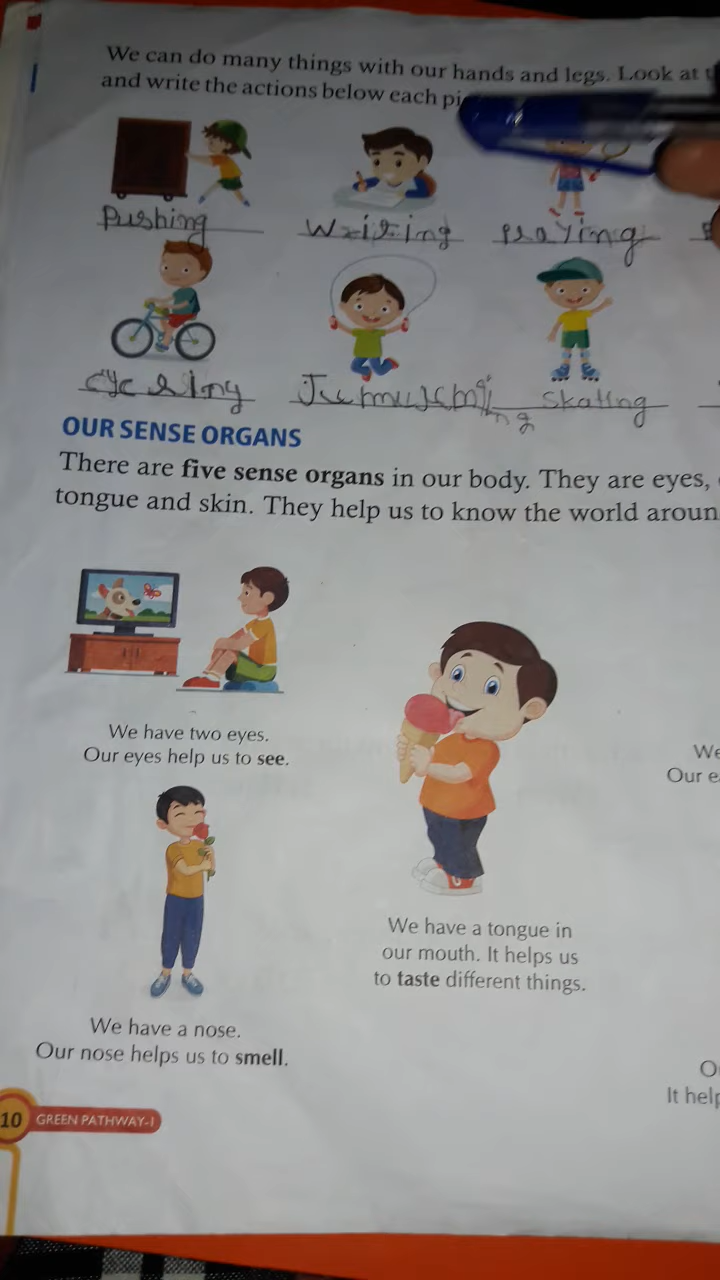 We can do many things with our hands and legs. Look at
and write the actions below each
Pushing Writing Playing
Skating
OUR SENSE ORGANS
There are five sense organs in our body. They are eyes,
tongue and skin. They help us to know the world aroun
We have two eyes.
Our eyes help us to see.
We
Our e
We have a tongue in
our mouth. It helps us
to taste different things.
We have a nose.
Our nose helps us to smell.
O
It help
10 GREEN PATHWAY-1